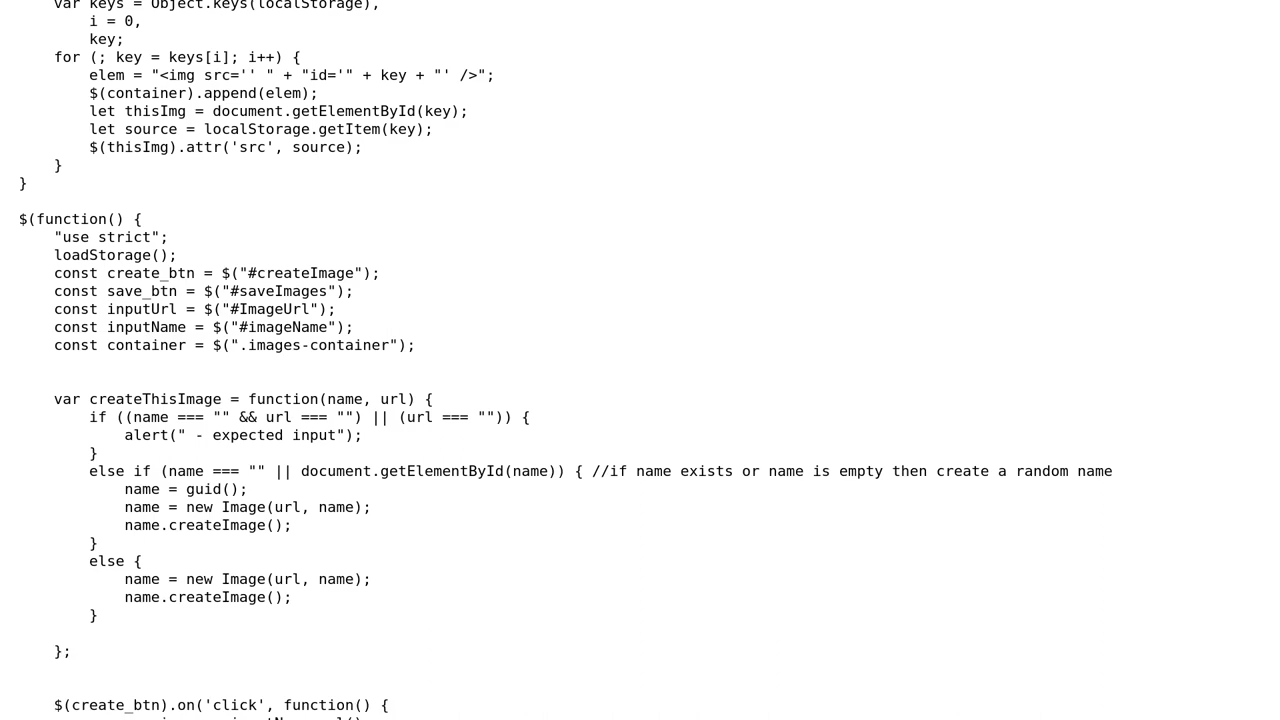 var keys = Object.keys(localStorage),
        i = 0,
        key;
    for (; key = keys[i]; i++) {
        elem = "<img src='' " + "id='" + key + "' />";
        $(container).append(elem);
        let thisImg = document.getElementById(key);
        let source = localStorage.getItem(key);
        $(thisImg).attr('src', source);
    }
}

$(function() {
    "use strict";
    loadStorage();
    const create_btn = $("#createImage");
    const save_btn = $("#saveImages");
    const inputUrl = $("#ImageUrl");
    const inputName = $("#imageName");
    const container = $(".images-container");


    var createThisImage = function(name, url) {
        if ((name === "" && url === "") || (url === "")) {
            alert(" - expected input");
        }
        else if (name === "" || document.getElementById(name)) { //if name exists or name is empty then create a random name
            name = guid();
            name = new Image(url, name);
            name.createImage();
        }
        else {
            name = new Image(url, name);
            name.createImage();
        }

    };


    $(create_btn).on('click', function() {